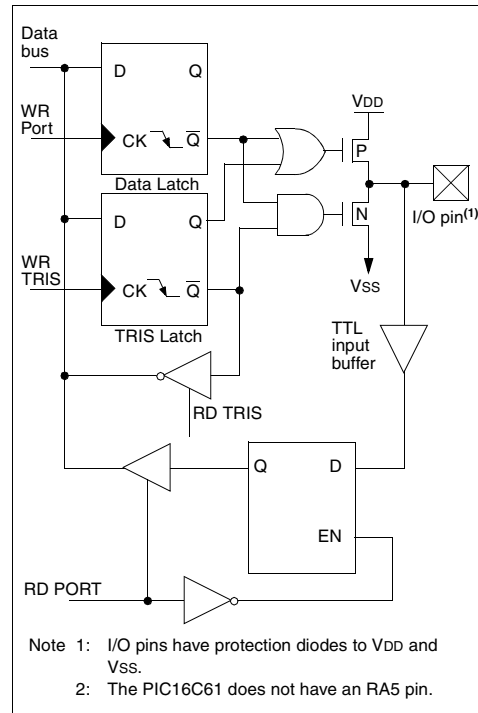 Data
bus
D Q
VDD
WR
Port
CK Q
P
Data Latch
D Q
N
I/O pin(1)
WR
TRIS
CK Q
VSS
TRIS Latch
TTL
input
buffer
RD TRIS
Q D
EN
RD PORT
Note 1: I/O pins have protection diodes to VDD and
VSS.
2: The PIC16C61 does not have an RA5 pin.